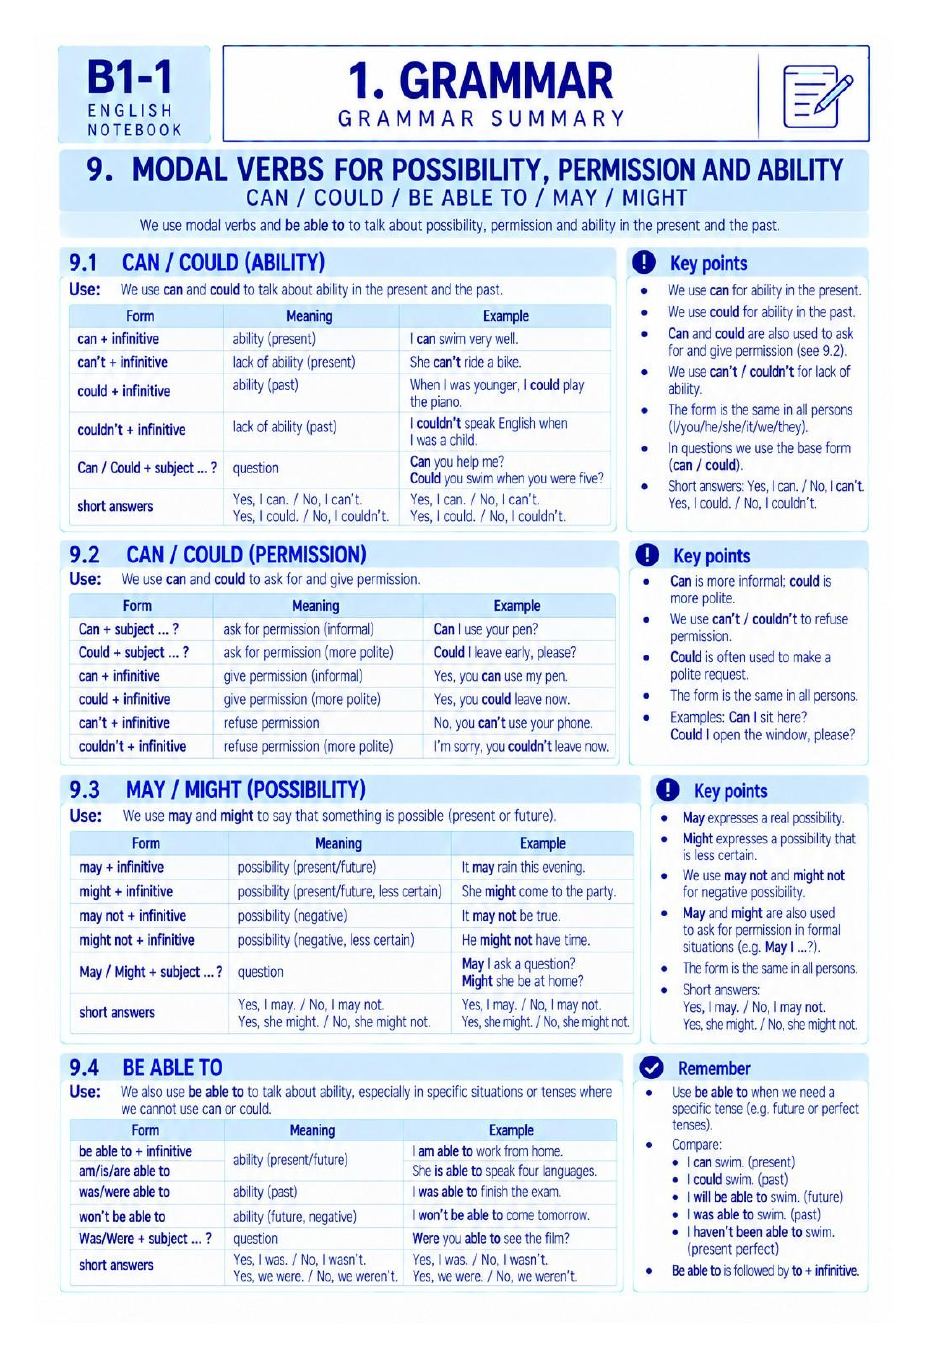 B1-1
ENGLISH
NOTEBOOK
1. GRAMMAR
GRAMMAR SUMMARY
9. MODAL VERBS FOR POSSIBILITY, PERMISSION AND ABILITY
CAN / COULD / BE ABLE TO / MAY / MIGHT
We use modal verbs and be able to to talk about possibility, permission and ability in the present and the past.
9.1 CAN / COULD (ABILITY)
Use: We use can and could to talk about ability in the present and the past.
Form Meaning Example
can + infinitive ability (present) I can swim very well.
can't + infinitive lack of ability (present) She can't ride a bike.
could + infinitive ability (past) When I was younger, I could play
the piano.
couldn't + infinitive lack of ability (past) I couldn't speak English when
I was a child.
Can / Could + subject ... ? question Can you help me?
Could you swim when you were five?
short answers Yes, I can. / No, I can't. Yes, I can. / No, I can't.
Yes, I could. / No, I couldn't. Yes, I could. / No, I couldn't.
! Key points
• We use can for ability in the present.
• We use could for ability in the past.
• Can and could are also used to ask
for and give permission (see 9.2).
• We use can't / couldn't for lack of
ability.
• The form is the same in all persons
(I/you/he/she/it/we/they).
• In questions we use the base form
(can / could).
• Short answers: Yes, I can. / No, I can't.
Yes, I could. / No, I couldn't.
9.2 CAN / COULD (PERMISSION)
Use: We use can and could to ask for and give permission.
Form Meaning Example
Can + subject ... ? ask for permission (informal) Can I use your pen?
Could + subject ... ? ask for permission (more polite) Could I leave early, please?
can + infinitive give permission (informal) Yes, you can use my pen.
could + infinitive give permission (more polite) Yes, you could leave now.
can't + infinitive refuse permission No, you can't use your phone.
couldn't + infinitive refuse permission (more polite) I'm sorry, you couldn't leave now.
! Key points
• Can is more informal; could is
more polite.
• We use can't / couldn't to refuse
permission.
• Could is often used to make a
polite request.
• The form is the same in all persons.
• Examples: Can I sit here?
Could I open the window, please?
9.3 MAY / MIGHT (POSSIBILITY)
Use: We use may and might to say that something is possible (present or future).
Form Meaning Example
may + infinitive possibility (present/future) It may rain this evening.
might + infinitive possibility (present/future, less certain) She might come to the party.
may not + infinitive possibility (negative) It may not be true.
might not + infinitive possibility (negative, less certain) He might not have time.
May / Might + subject ... ? question May I ask a question?
Might she be at home?
short answers Yes, I may. / No, I may not. Yes, I may. / No, I may not.
Yes, she might. / No, she might not. Yes, she might. / No, she might not.
! Key points
• May expresses a real possibility.
• Might expresses a possibility that
is less certain.
• We use may not and might not
for negative possibility.
• May and might are also used
to ask for permission in formal
situations (e.g. May I ...?).
• The form is the same in all persons.
• Short answers:
Yes, I may. / No, I may not.
Yes, she might. / No, she might not.
9.4 BE ABLE TO
Use: We also use be able to to talk about ability, especially in specific situations or tenses where
we cannot use can or could.
Form Meaning Example
be able to + infinitive ability (present/future) I am able to work from home.
am/is/are able to She is able to speak four languages.
was/were able to ability (past) I was able to finish the exam.
won't be able to ability (future, negative) I won't be able to come tomorrow.
Was/Were + subject ... ? question Were you able to see the film?
short answers Yes, I was. / No, I wasn't. Yes, I was. / No, I wasn't.
Yes, we were. / No, we weren't. Yes, we were. / No, we weren't.
Remember
• Use be able to when we need a
specific tense (e.g. future or perfect
tenses).
• Compare:
• I can swim. (present)
• I could swim. (past)
• I will be able to swim. (future)
• I was able to swim. (past)
• I haven't been able to swim.
(present perfect)
• Be able to is followed by to + infinitive.